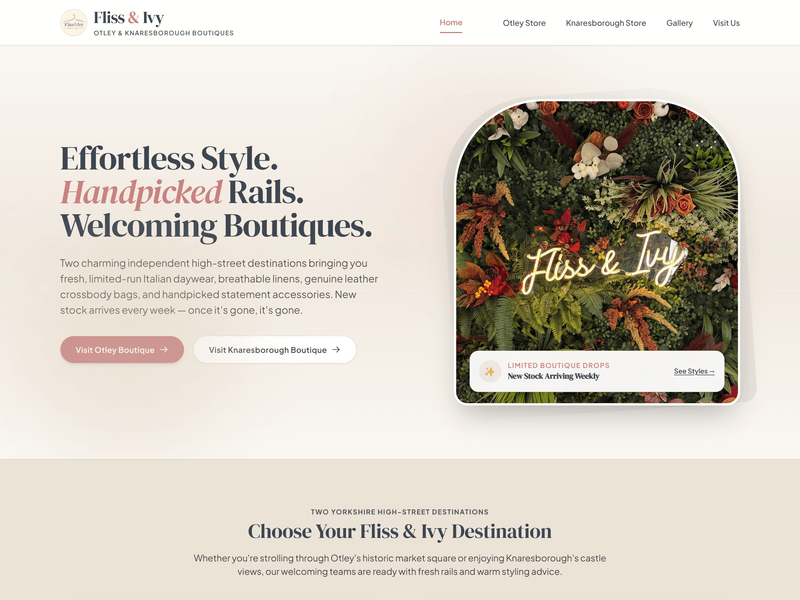 Fliss & Ivy
OTLEY & KNARESBOROUGH BOUTIQUES
Home
Otley Store
Knaresborough Store
Gallery
Visit Us
Effortless Style.
Handpicked Rails.
Welcoming Boutiques.
Two charming independent high-street destinations bringing you
fresh, limited-run Italian daywear, breathable linens, genuine leather
crossbody bags, and handpicked statement accessories. New
stock arrives every week — once it's gone, it's gone.
Visit Otley Boutique →
Visit Knaresborough Boutique →
Fliss & Ivy
LIMITED BOUTIQUE DROPS
New Stock Arriving Weekly
See Styles →
TWO YORKSHIRE HIGH-STREET DESTINATIONS
Choose Your Fliss & Ivy Destination
Whether you're strolling through Otley's historic market square or enjoying Knaresborough's castle
views, our welcoming teams are ready with fresh rails and warm styling advice.